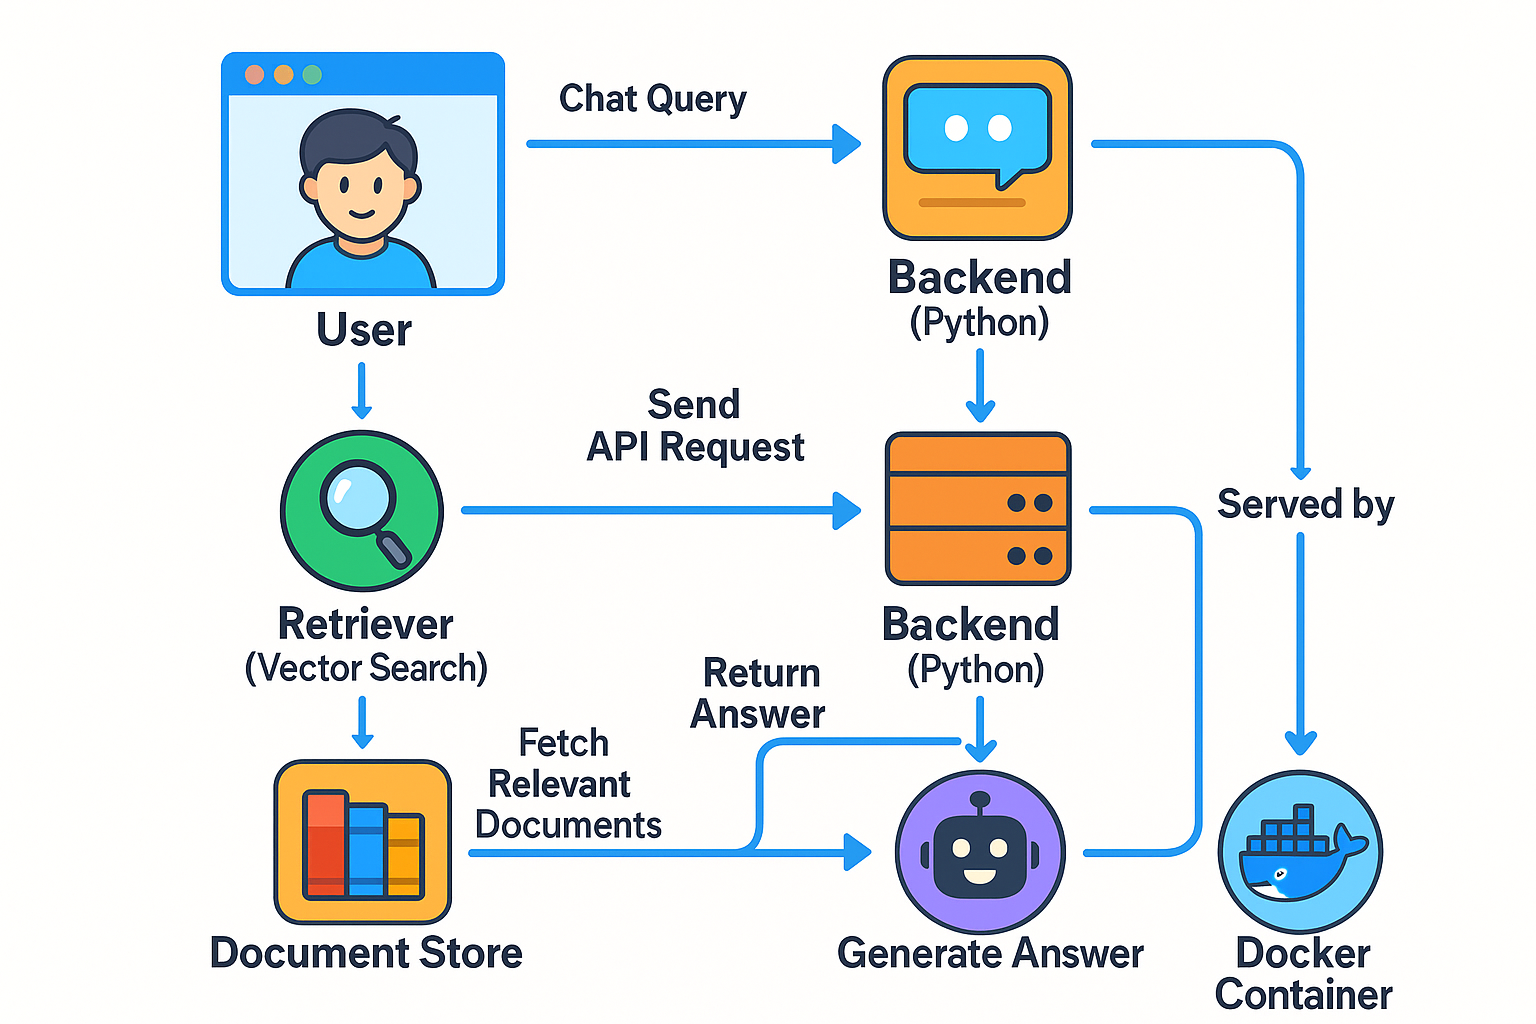 Chat Query
User
Backend
(Python)
Send
API Request
Served by
Retriever
(Vector Search)
Backend
(Python)
Return
Answer
Fetch
Relevant
Documents
Document Store
Generate Answer
Docker
Container